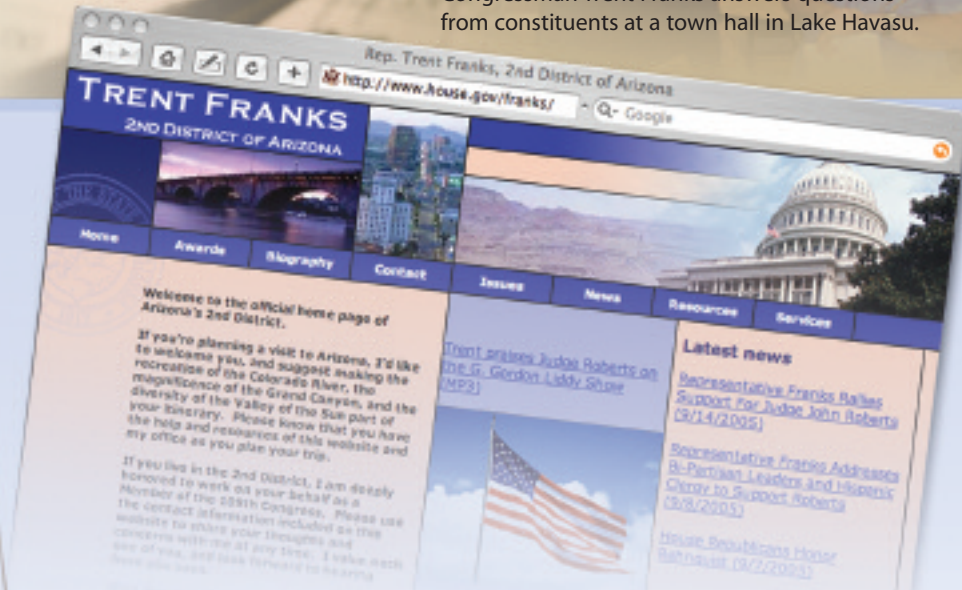 from constituents at a town hall in Lake Havasu.
Rep. Trent Franks, 2nd District of Arizona
http://www.house.gov/franks/
Google
TRENT FRANKS
2ND DISTRICT OF ARIZONA
Home
Awards
Biography
Contact
Issues
News
Resources
Services
Welcome to the official home page of
Arizona's 2nd District.
If you're planning a visit to Arizona, I'd like
to welcome you, and suggest making the
recreation of the Colorado River, the
magnificence of the Grand Canyon, and the
diversity of the Valley of the Sun part of
your itinerary. Please know that you have
the help and resources of this website and
my office as you plan your trip.
If you live in the 2nd District, I am deeply
honored to work on your behalf as a
Member of the 109th Congress. Please use
the contact information included on this
website to share your thoughts and
concerns with me at any time. I value each
one of you, and look forward to hearing
Trent praises Judge Roberts on
the G. Gordon Liddy Show
(MP3)
Latest news
Representative Franks Rallies
Support For Judge John Roberts
(9/14/2005)
Representative Franks Addresses
Bi-Partisan Leaders and Hispanic
Clergy to Support Roberts
(9/8/2005)
House Republicans Honor
Rehnquist (9/7/2005)